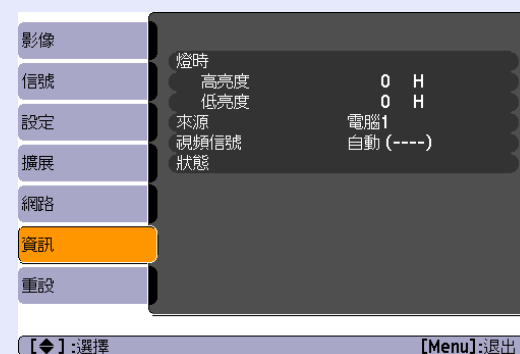 影像
信號
設定
擴展
網路
資訊
重設
燈時
高亮度 0 H
低亮度 0 H
來源 電腦1
視頻信號 自動 (----)
狀態
[◆] :選擇 [Menu]:退出